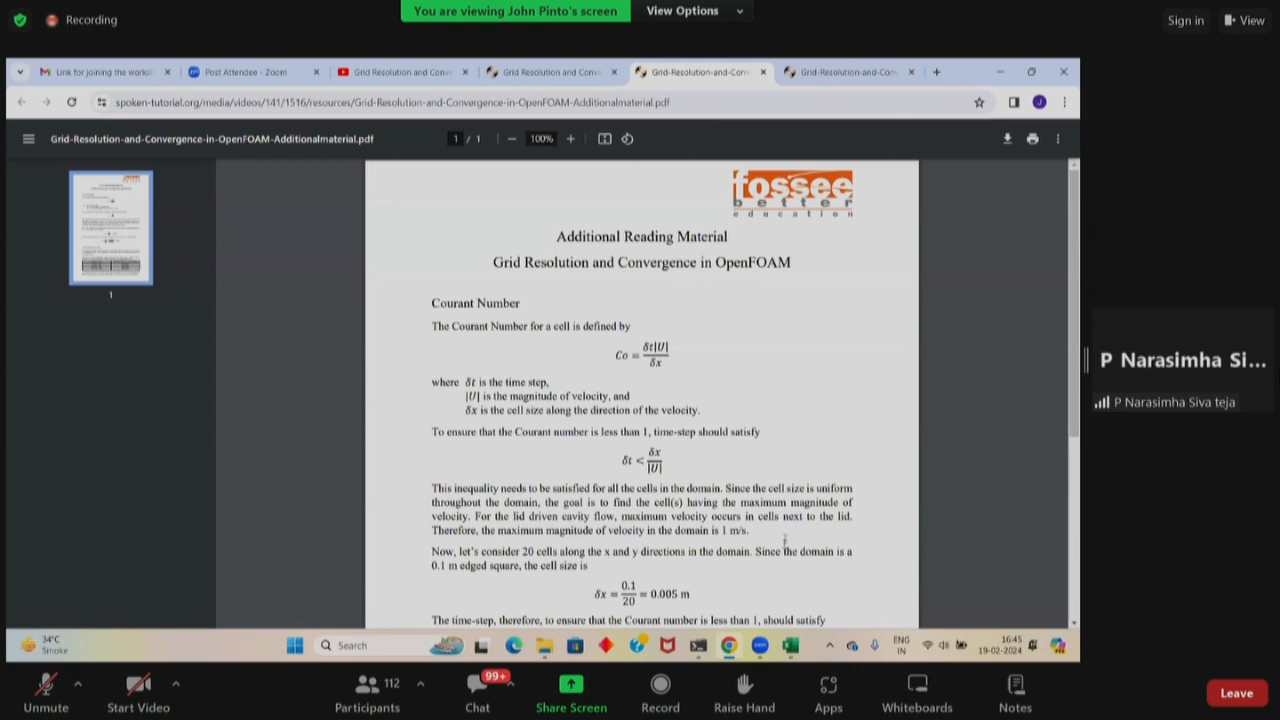 You are viewing John Pinto's screen
View Options
Recording
Sign in
View
Link for joining the works
Post Attendee - Zoom
Grid Resolution and Conv
Grid Resolution and Conv
Grid-Resolution-and-Con
Grid-Resolution-and-Con
spoken-tutorial.org/media/videos/141/1516/resources/Grid-Resolution-and-Convergence-in-OpenFOAM-Additionalmaterial.pdf
J
Grid-Resolution-and-Convergence-in-OpenFOAM-Additionalmaterial.pdf
1 / 1
100%
fossee
better
education
Additional Reading Material
Grid Resolution and Convergence in OpenFOAM
Courant Number
The Courant Number for a cell is defined by
Co = δt|U| / δx
where δt is the time step,
|U| is the magnitude of velocity, and
δx is the cell size along the direction of the velocity.
To ensure that the Courant number is less than 1, time-step should satisfy
δt < δx / |U|
This inequality needs to be satisfied for all the cells in the domain. Since the cell size is uniform
throughout the domain, the goal is to find the cell(s) having the maximum magnitude of
velocity. For the lid driven cavity flow, maximum velocity occurs in cells next to the lid.
Therefore, the maximum magnitude of velocity in the domain is 1 m/s.
Now, let's consider 20 cells along the x and y directions in the domain. Since the domain is a
0.1 m edged square, the cell size is
δx = 0.1 / 20 = 0.005 m
The time-step, therefore, to ensure that the Courant number is less than 1, should satisfy
1
P Narasimha Si...
P Narasimha Siva teja
34°C
Smoke
Search
ENG
IN
16:45
19-02-2024
Unmute
Start Video
112
Participants
99+
Chat
Share Screen
Record
Raise Hand
Apps
Whiteboards
Notes
Leave